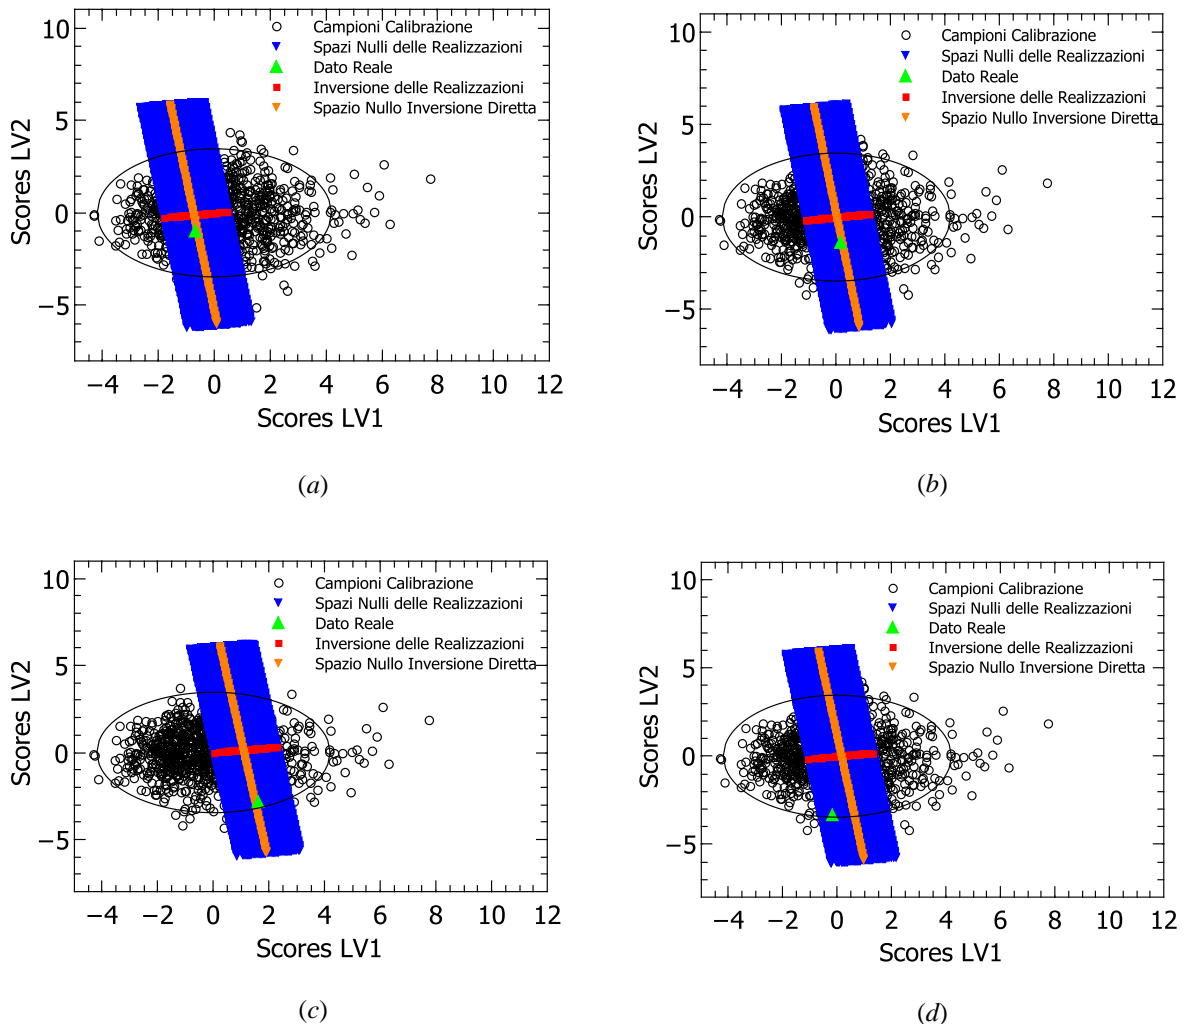 10
5
0
−5
Scores LV2
Campioni Calibrazione
Spazi Nulli delle Realizzazioni
Dato Reale
Inversione delle Realizzazioni
Spazio Nullo Inversione Diretta
−4 −2 0 2 4 6 8 10 12
Scores LV1
(a)
10
5
0
−5
Scores LV2
Campioni Calibrazione
Spazi Nulli delle Realizzazioni
Dato Reale
Inversione delle Realizzazioni
Spazio Nullo Inversione Diretta
−4 −2 0 2 4 6 8 10 12
Scores LV1
(b)
10
5
0
−5
Scores LV2
Campioni Calibrazione
Spazi Nulli delle Realizzazioni
Dato Reale
Inversione delle Realizzazioni
Spazio Nullo Inversione Diretta
−4 −2 0 2 4 6 8 10 12
Scores LV1
(c)
10
5
0
−5
Scores LV2
Campioni Calibrazione
Spazi Nulli delle Realizzazioni
Dato Reale
Inversione delle Realizzazioni
Spazio Nullo Inversione Diretta
−4 −2 0 2 4 6 8 10 12
Scores LV1
(d)